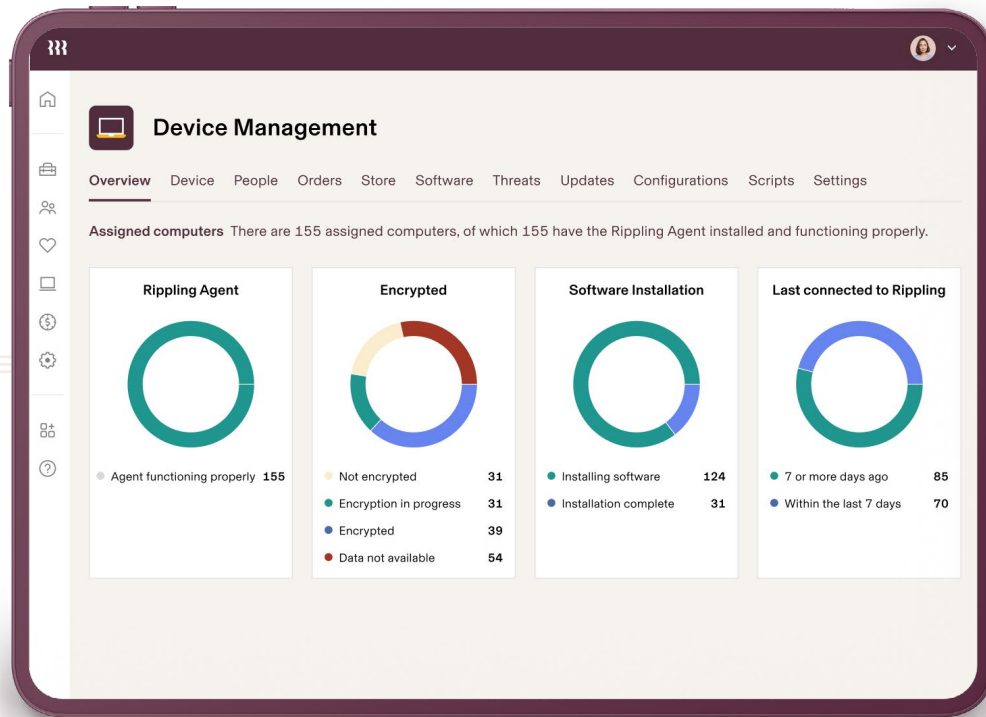 Device Management
Overview Device People Orders Store Software Threats Updates Configurations Scripts Settings
Assigned computers There are 155 assigned computers, of which 155 have the Rippling Agent installed and functioning properly.
Rippling Agent
Agent functioning properly 155
Encrypted
Not encrypted 31
Encryption in progress 31
Encrypted 39
Data not available 54
Software Installation
Installing software 124
Installation complete 31
Last connected to Rippling
7 or more days ago 85
Within the last 7 days 70